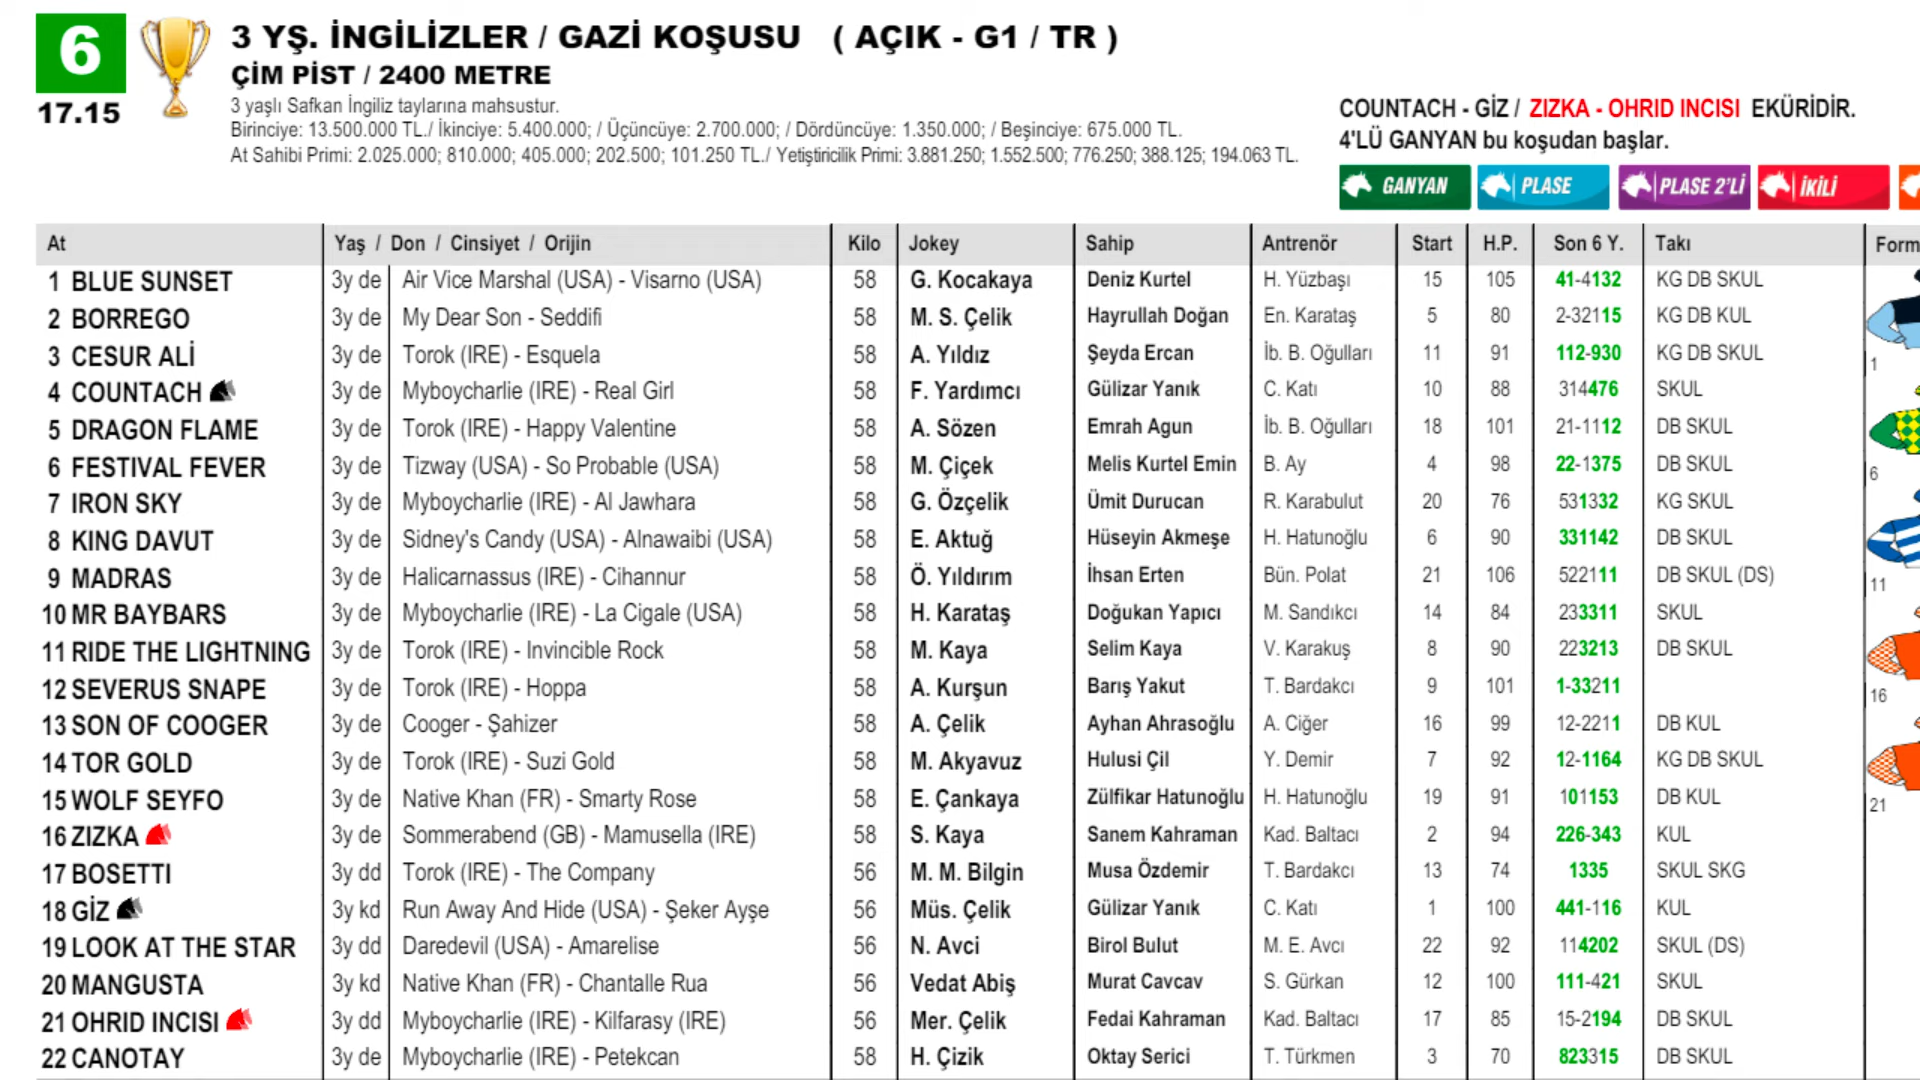 6
17.15
3 YŞ. İNGİLİZLER / GAZİ KOŞUSU ( AÇIK - G1 / TR )
ÇİM PİST / 2400 METRE
3 yaşlı Safkan İngiliz taylarına mahsustur.
Birinciye: 13.500.000 TL./ İkinciye: 5.400.000; / Üçüncüye: 2.700.000; / Dördüncüye: 1.350.000; / Beşinciye: 675.000 TL.
At Sahibi Primi: 2.025.000; 810.000; 405.000; 202.500; 101.250 TL./ Yetiştiricilik Primi: 3.881.250; 1.552.500; 776.250; 388.125; 194.063 TL.
COUNTACH - GİZ / ZIZKA - OHRID INCISI EKÜRİDİR.
4'LÜ GANYAN bu koşudan başlar.
GANYAN PLASE PLASE 2'Lİ İKİLİ
At Yaş / Don / Cinsiyet / Orijin Kilo Jokey Sahip Antrenör Start H.P. Son 6 Y. Takı Form
1 BLUE SUNSET 3y de Air Vice Marshal (USA) - Visarno (USA) 58 G. Kocakaya Deniz Kurtel H. Yüzbaşı 15 105 41-4132 KG DB SKUL
2 BORREGO 3y de My Dear Son - Seddifi 58 M. S. Çelik Hayrullah Doğan En. Karataş 5 80 2-32115 KG DB KUL
3 CESUR ALİ 3y de Torok (IRE) - Esquela 58 A. Yıldız Şeyda Ercan İb. B. Oğulları 11 91 112-930 KG DB SKUL
1
4 COUNTACH 3y de Myboycharlie (IRE) - Real Girl 58 F. Yardımcı Gülizar Yanık C. Katı 10 88 314476 SKUL
5 DRAGON FLAME 3y de Torok (IRE) - Happy Valentine 58 A. Sözen Emrah Agun İb. B. Oğulları 18 101 21-1112 DB SKUL
6 FESTIVAL FEVER 3y de Tizway (USA) - So Probable (USA) 58 M. Çiçek Melis Kurtel Emin B. Ay 4 98 22-1375 DB SKUL
6
7 IRON SKY 3y de Myboycharlie (IRE) - Al Jawhara 58 G. Özçelik Ümit Durucan R. Karabulut 20 76 531332 KG SKUL
8 KING DAVUT 3y de Sidney's Candy (USA) - Alnawaibi (USA) 58 E. Aktuğ Hüseyin Akmeşe H. Hatunoğlu 6 90 331142 DB SKUL
9 MADRAS 3y de Halicarnassus (IRE) - Cihannur 58 Ö. Yıldırım İhsan Erten Bün. Polat 21 106 522111 DB SKUL (DS)
11
10 MR BAYBARS 3y de Myboycharlie (IRE) - La Cigale (USA) 58 H. Karataş Doğukan Yapıcı M. Sandıkcı 14 84 233311 SKUL
11 RIDE THE LIGHTNING 3y de Torok (IRE) - Invincible Rock 58 M. Kaya Selim Kaya V. Karakuş 8 90 223213 DB SKUL
12 SEVERUS SNAPE 3y de Torok (IRE) - Hoppa 58 A. Kurşun Barış Yakut T. Bardakcı 9 101 1-33211
16
13 SON OF COOGER 3y de Cooger - Şahizer 58 A. Çelik Ayhan Ahrasoğlu A. Ciğer 16 99 12-2211 DB KUL
14 TOR GOLD 3y de Torok (IRE) - Suzi Gold 58 M. Akyavuz Hulusi Çil Y. Demir 7 92 12-1164 KG DB SKUL
15 WOLF SEYFO 3y de Native Khan (FR) - Smarty Rose 58 E. Çankaya Zülfikar Hatunoğlu H. Hatunoğlu 19 91 101153 DB KUL
21
16 ZIZKA 3y de Sommerabend (GB) - Mamusella (IRE) 58 S. Kaya Sanem Kahraman Kad. Baltacı 2 94 226-343 KUL
17 BOSETTI 3y dd Torok (IRE) - The Company 56 M. M. Bilgin Musa Özdemir T. Bardakcı 13 74 1335 SKUL SKG
18 GİZ 3y kd Run Away And Hide (USA) - Şeker Ayşe 56 Müs. Çelik Gülizar Yanık C. Katı 1 100 441-116 KUL
19 LOOK AT THE STAR 3y dd Daredevil (USA) - Amarelise 56 N. Avci Birol Bulut M. E. Avcı 22 92 114202 SKUL (DS)
20 MANGUSTA 3y kd Native Khan (FR) - Chantalle Rua 56 Vedat Abiş Murat Cavcav S. Gürkan 12 100 111-421 SKUL
21 OHRID INCISI 3y dd Myboycharlie (IRE) - Kilfarasy (IRE) 56 Mer. Çelik Fedai Kahraman Kad. Baltacı 17 85 15-2194 DB SKUL
22 CANOTAY 3y de Myboycharlie (IRE) - Petekcan 58 H. Çizik Oktay Serici T. Türkmen 3 70 823315 DB SKUL